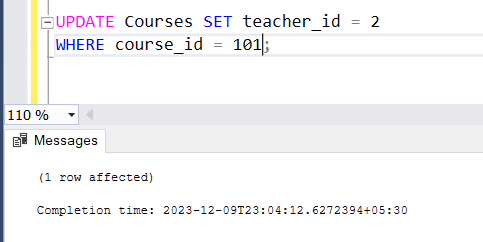 UPDATE Courses SET teacher_id = 2
WHERE course_id = 101;
110 %
Messages
(1 row affected)
Completion time: 2023-12-09T23:04:12.6272394+05:30